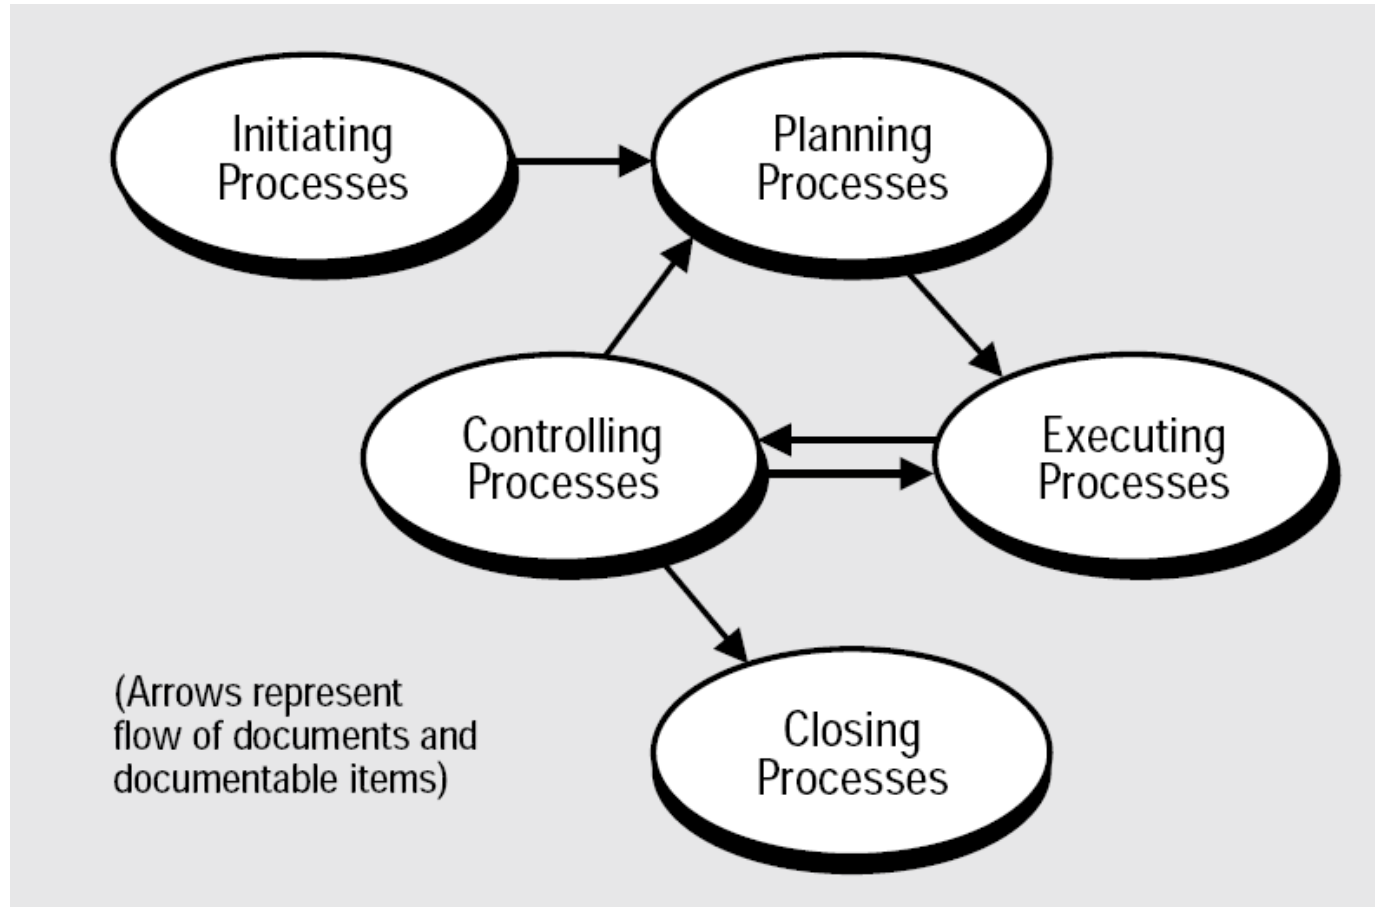 Initiating
Processes
Planning
Processes
Controlling
Processes
Executing
Processes
(Arrows represent
flow of documents and
documentable items)
Closing
Processes